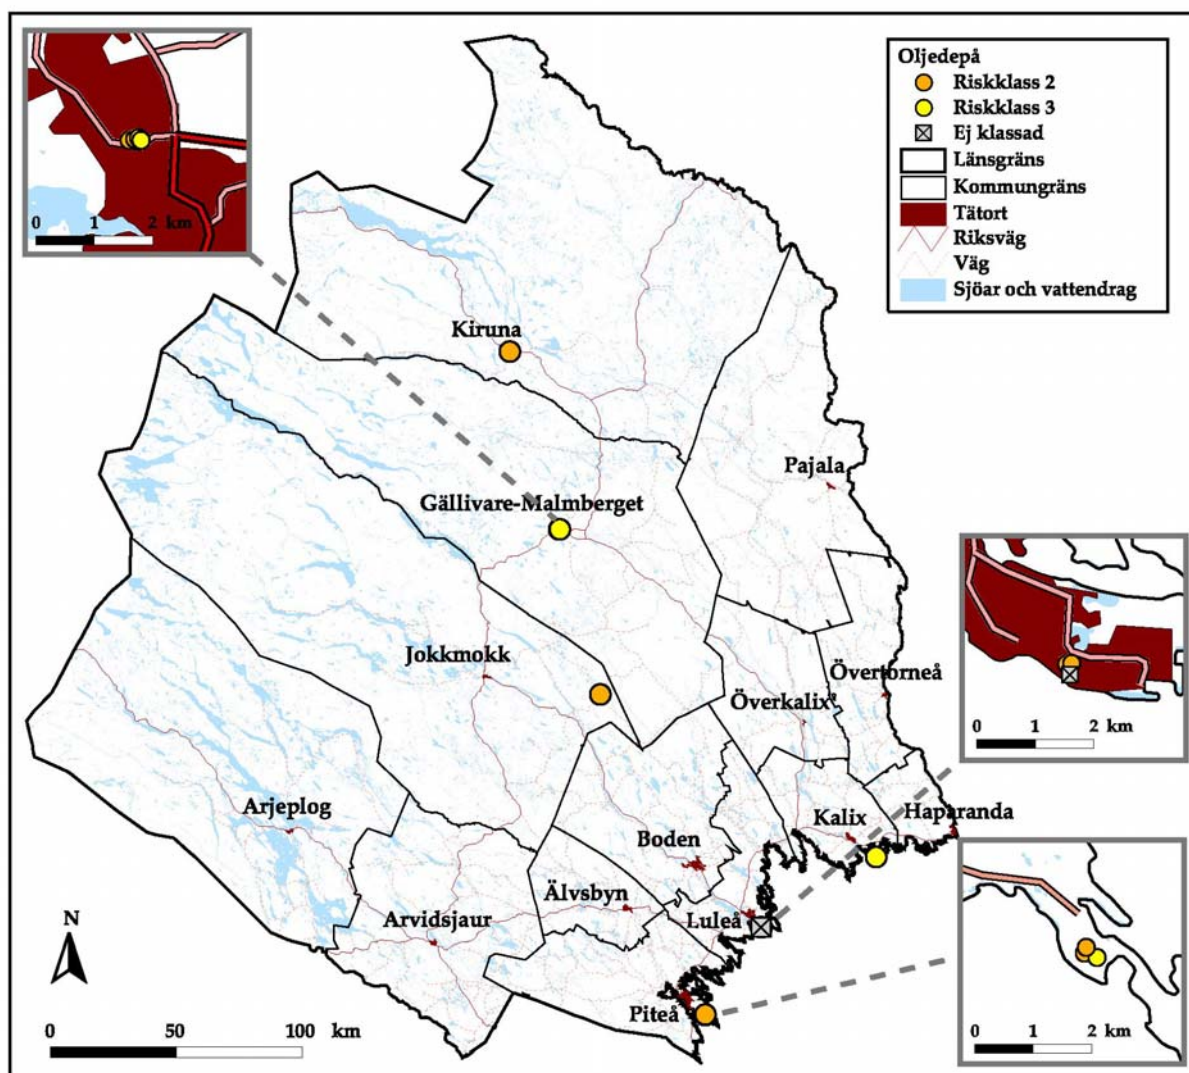 Oljedepå
Riskklass 2
Riskklass 3
Ej klassad
Länsgräns
Kommungräns
Tätort
Riksväg
Väg
Sjöar och vattendrag
0 1 2 km
Kiruna
Pajala
Gällivare-Malmberget
Jokkmokk
Övertorneå
Överkalix
0 1 2 km
Arjeplog
Kalix
Haparanda
Boden
Älvsbyn
Arvidsjaur
Luleå
N
Piteå
0 50 100 km
0 1 2 km